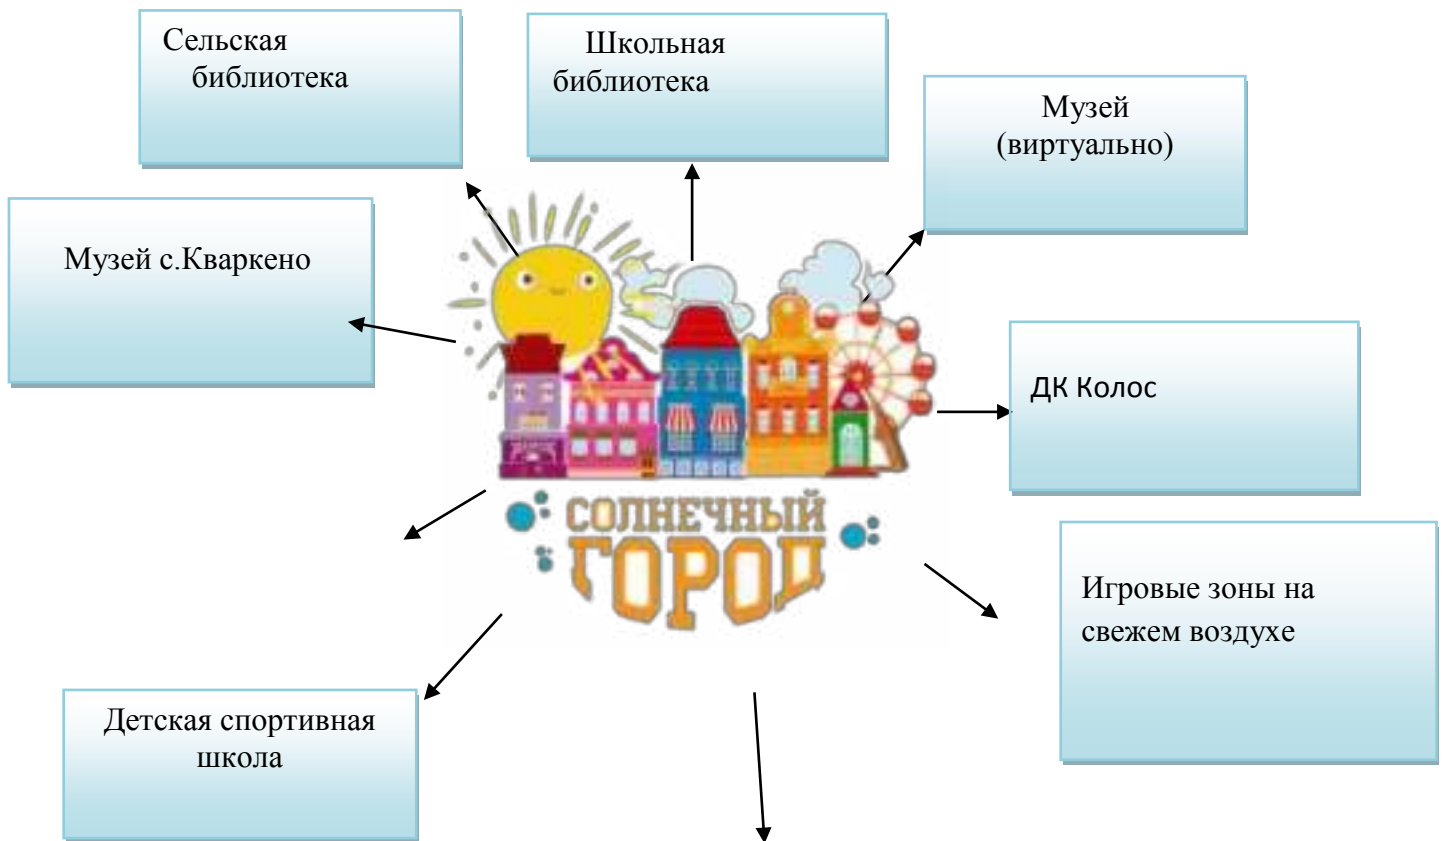 Сельская
библиотека
Школьная
библиотека
Музей
(виртуально)
Музей с.Кваркено
ДК Колос
СОЛНЕЧНЫЙ
ГОРОД
Игровые зоны на
свежем воздухе
Детская спортивная
школа